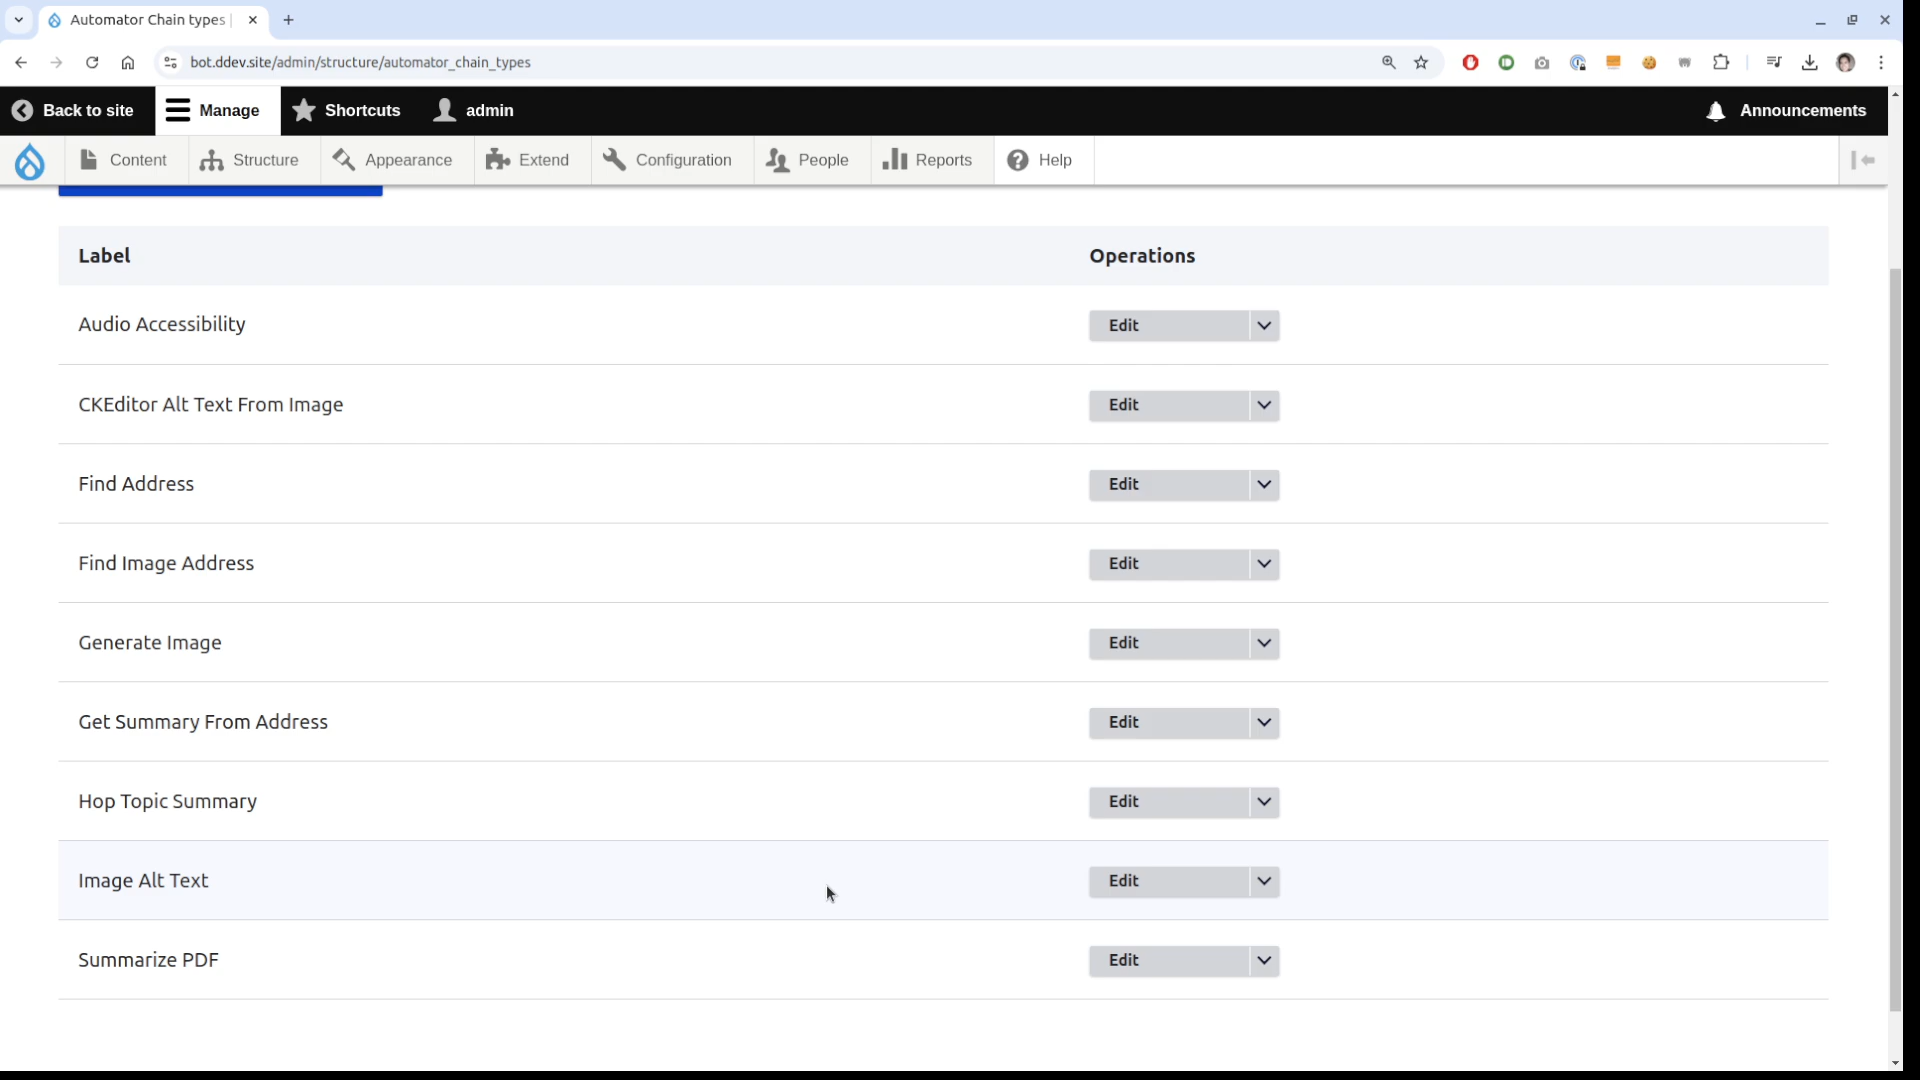 Automator Chain types
bot.ddev.site/admin/structure/automator_chain_types
Back to site Manage Shortcuts admin Announcements
Content Structure Appearance Extend Configuration People Reports Help
Label Operations
Audio Accessibility Edit
CKEditor Alt Text From Image Edit
Find Address Edit
Find Image Address Edit
Generate Image Edit
Get Summary From Address Edit
Hop Topic Summary Edit
Image Alt Text Edit
Summarize PDF Edit